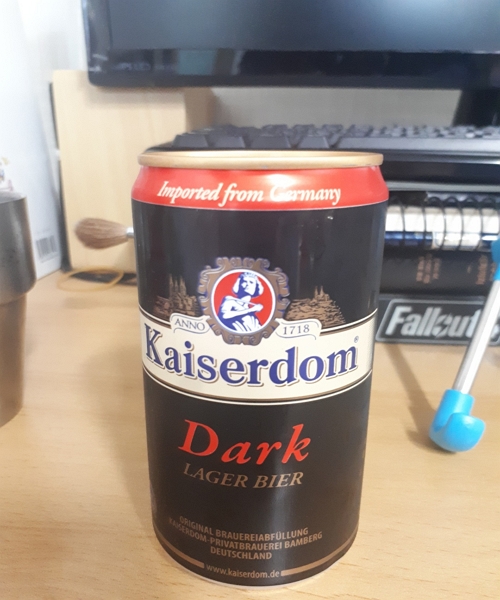 Imported from Germany
ANNO 1718
Kaiserdom®
Dark
LAGER BIER
ORIGINAL BRAUEREIABFÜLLUNG
KAISERDOM-PRIVATBRAUEREI BAMBERG
DEUTSCHLAND
www.kaiserdom.de
Fallout